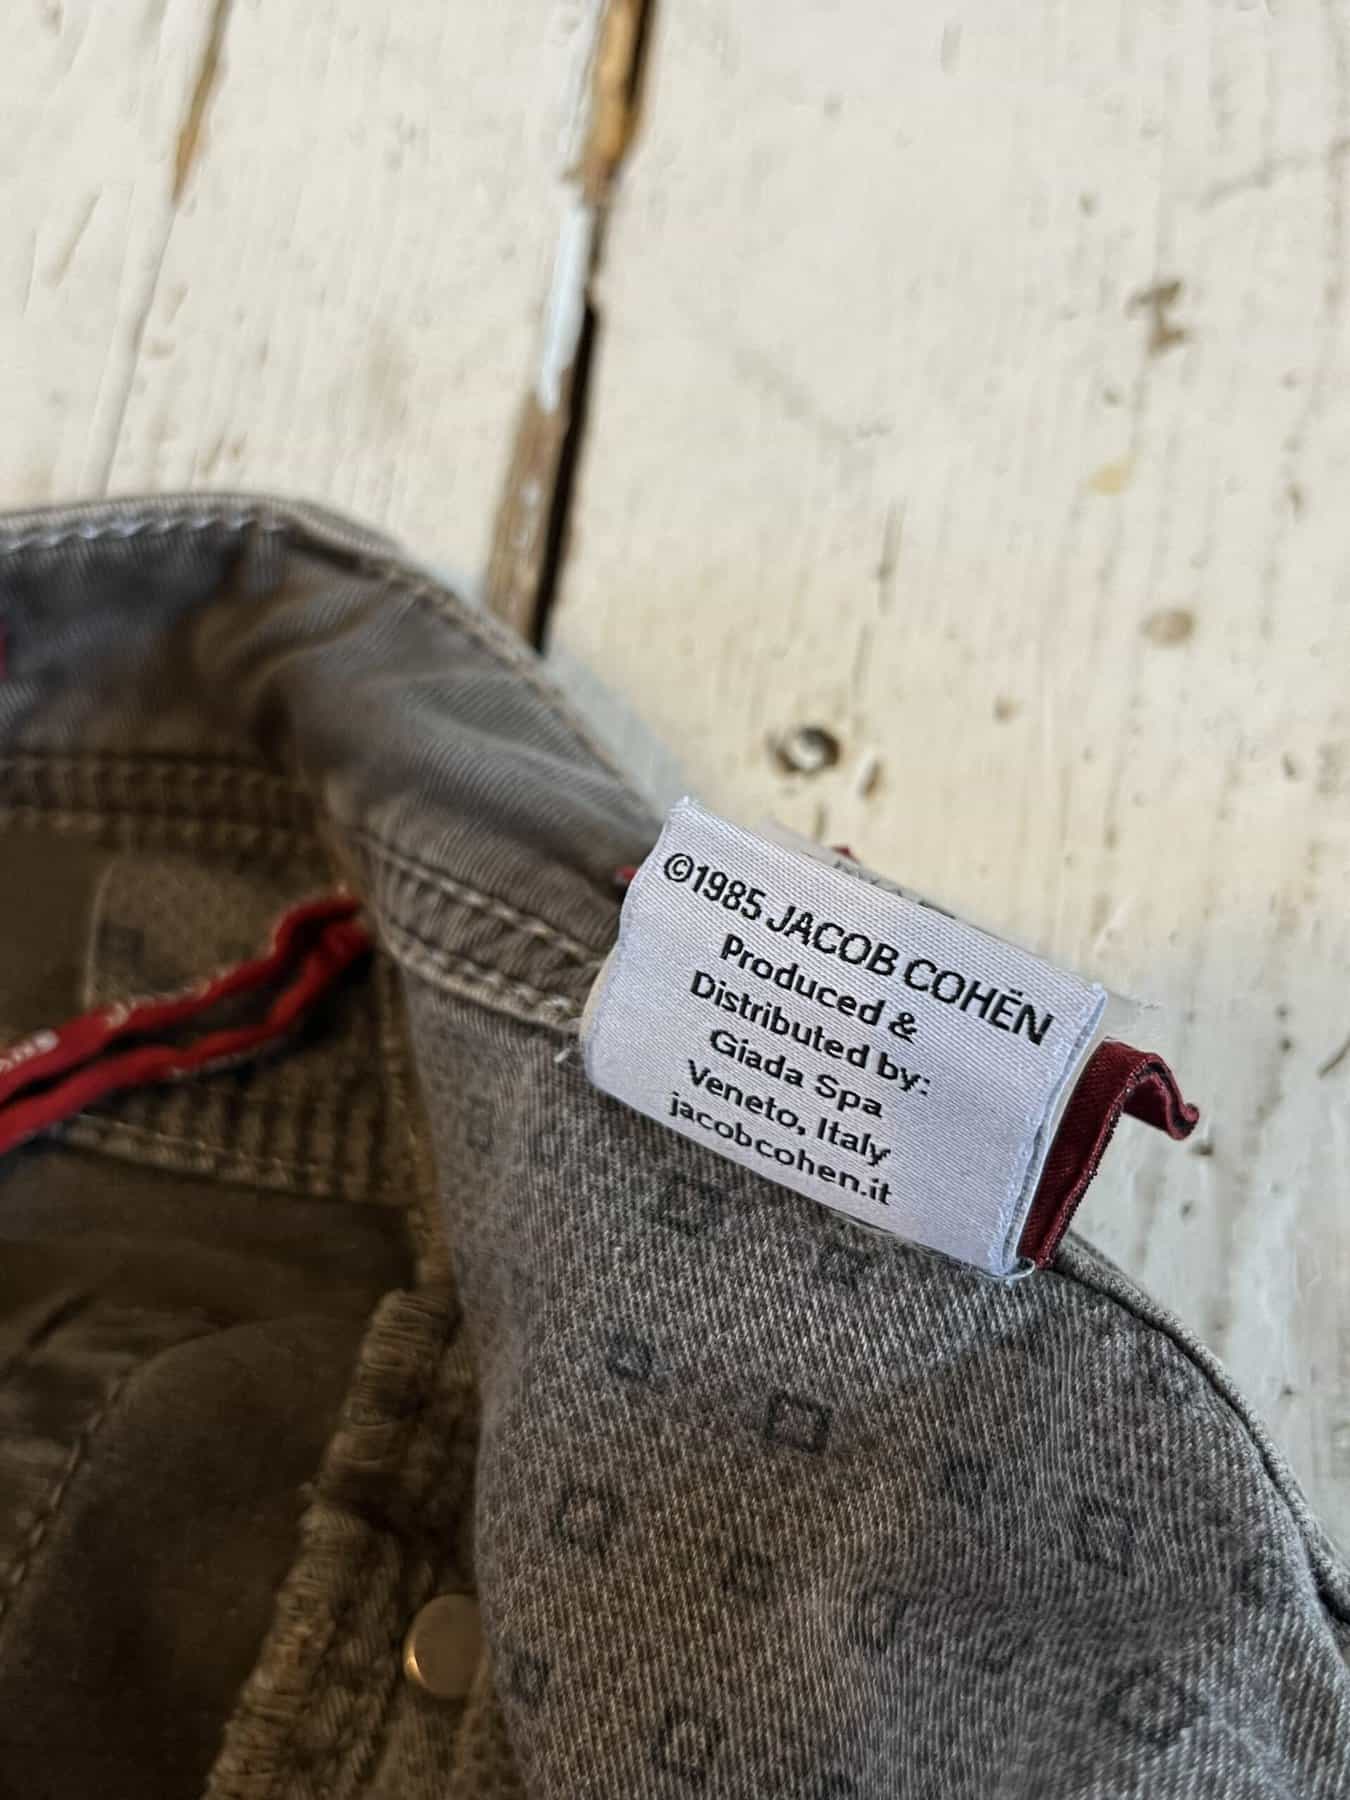 ©1985 JACOB COHËN
Produced &
Distributed by:
Giada Spa
Veneto, Italy
jacobcohen.it